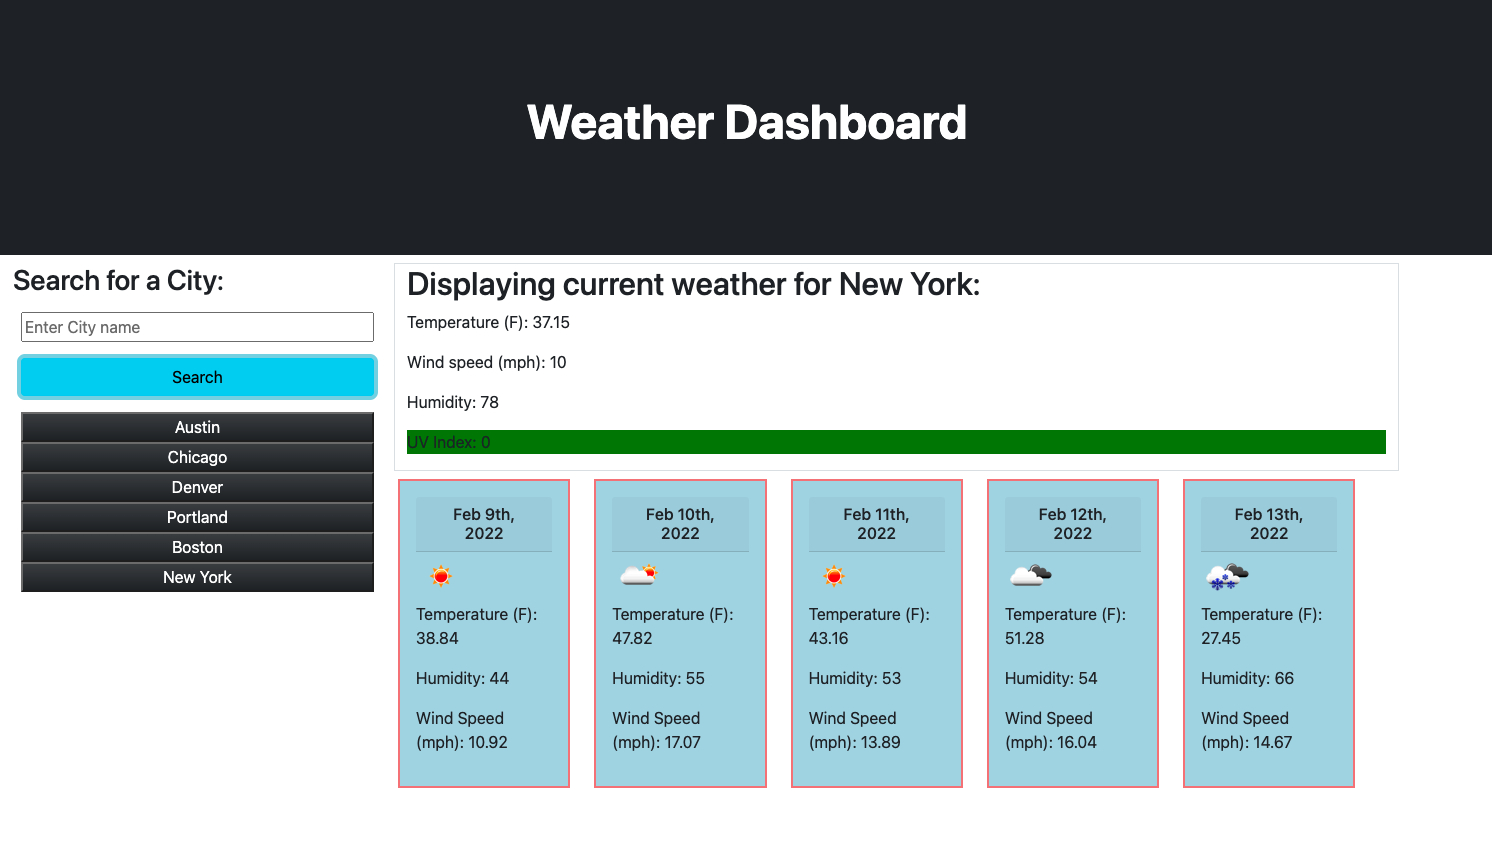 Weather Dashboard
Search for a City:
Enter City name
Search
Austin
Chicago
Denver
Portland
Boston
New York
Displaying current weather for New York:
Temperature (F): 37.15
Wind speed (mph): 10
Humidity: 78
UV Index: 0
Feb 9th,
2022
Temperature (F):
38.84
Humidity: 44
Wind Speed
(mph): 10.92
Feb 10th,
2022
Temperature (F):
47.82
Humidity: 55
Wind Speed
(mph): 17.07
Feb 11th,
2022
Temperature (F):
43.16
Humidity: 53
Wind Speed
(mph): 13.89
Feb 12th,
2022
Temperature (F):
51.28
Humidity: 54
Wind Speed
(mph): 16.04
Feb 13th,
2022
Temperature (F):
27.45
Humidity: 66
Wind Speed
(mph): 14.67